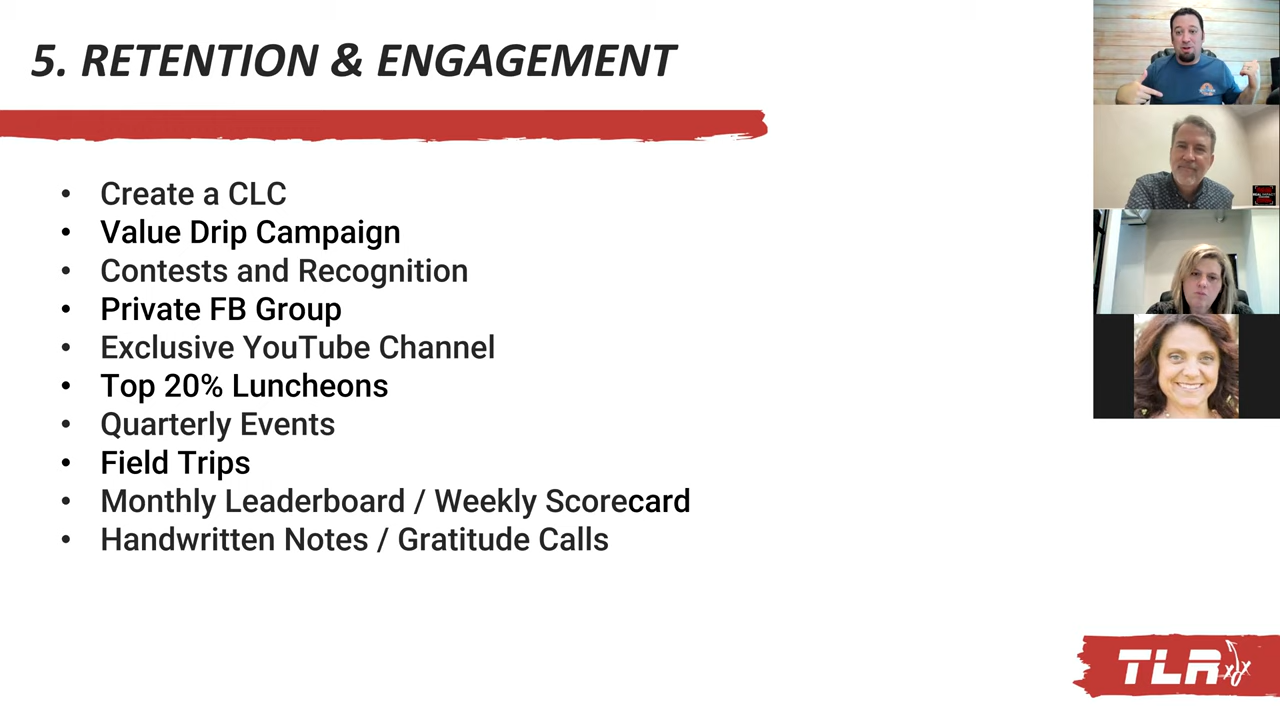 5. RETENTION & ENGAGEMENT
• Create a CLC
• Value Drip Campaign
• Contests and Recognition
• Private FB Group
• Exclusive YouTube Channel
• Top 20% Luncheons
• Quarterly Events
• Field Trips
• Monthly Leaderboard / Weekly Scorecard
• Handwritten Notes / Gratitude Calls
TLR